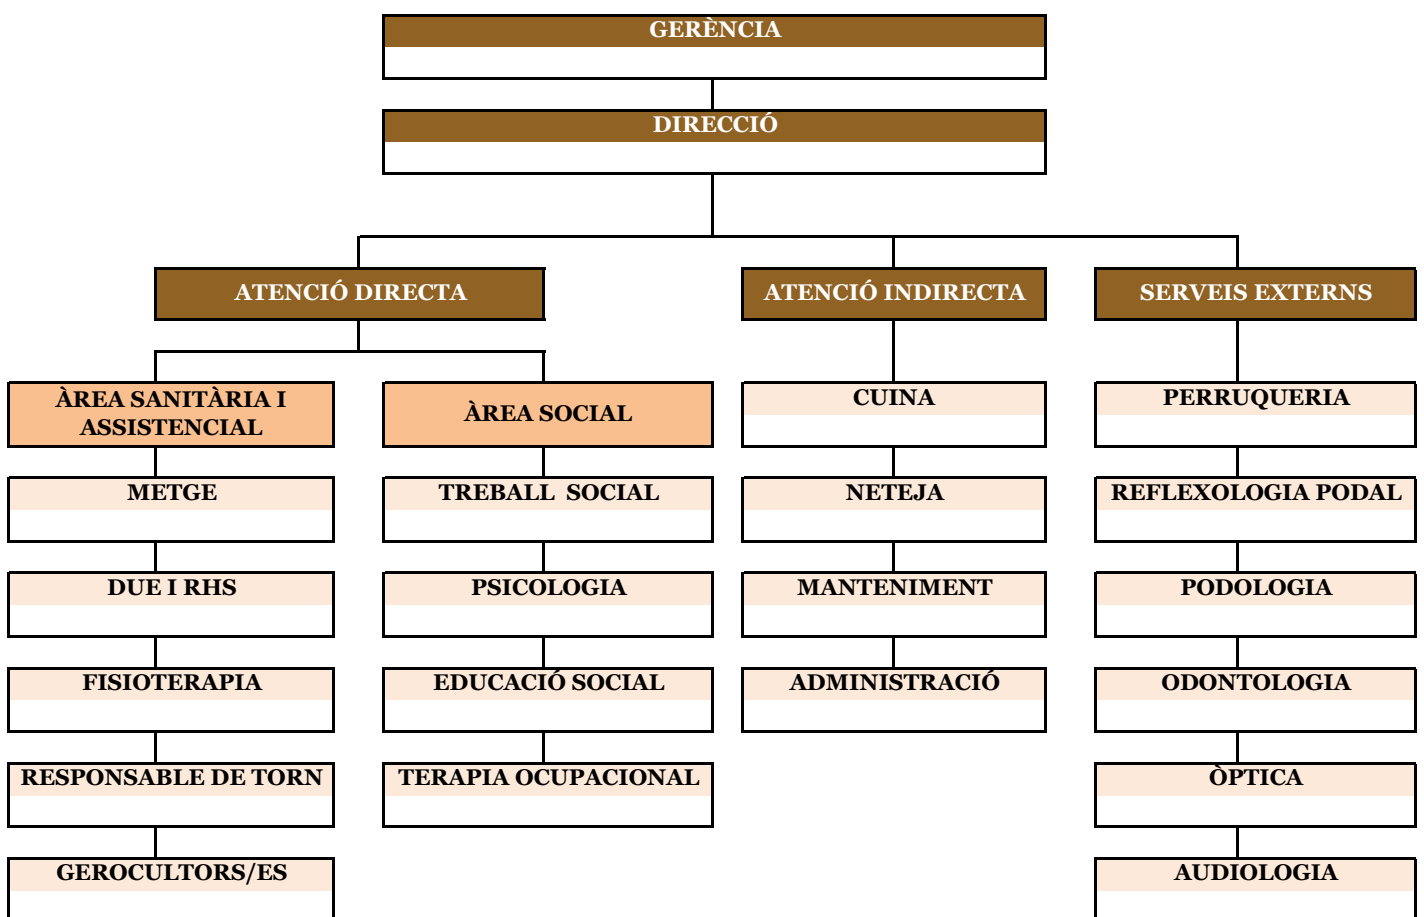 GERÈNCIA
DIRECCIÓ
ATENCIÓ DIRECTA
ATENCIÓ INDIRECTA
SERVEIS EXTERNS
ÀREA SANITÀRIA I
ASSISTENCIAL
ÀREA SOCIAL
CUINA
PERRUQUERIA
METGE
TREBALL  SOCIAL
NETEJA
REFLEXOLOGIA PODAL
DUE I RHS
PSICOLOGIA
MANTENIMENT
PODOLOGIA
FISIOTERAPIA
EDUCACIÓ SOCIAL
ADMINISTRACIÓ
ODONTOLOGIA
RESPONSABLE DE TORN
TERAPIA OCUPACIONAL
ÒPTICA
GEROCULTORS/ES
AUDIOLOGIA